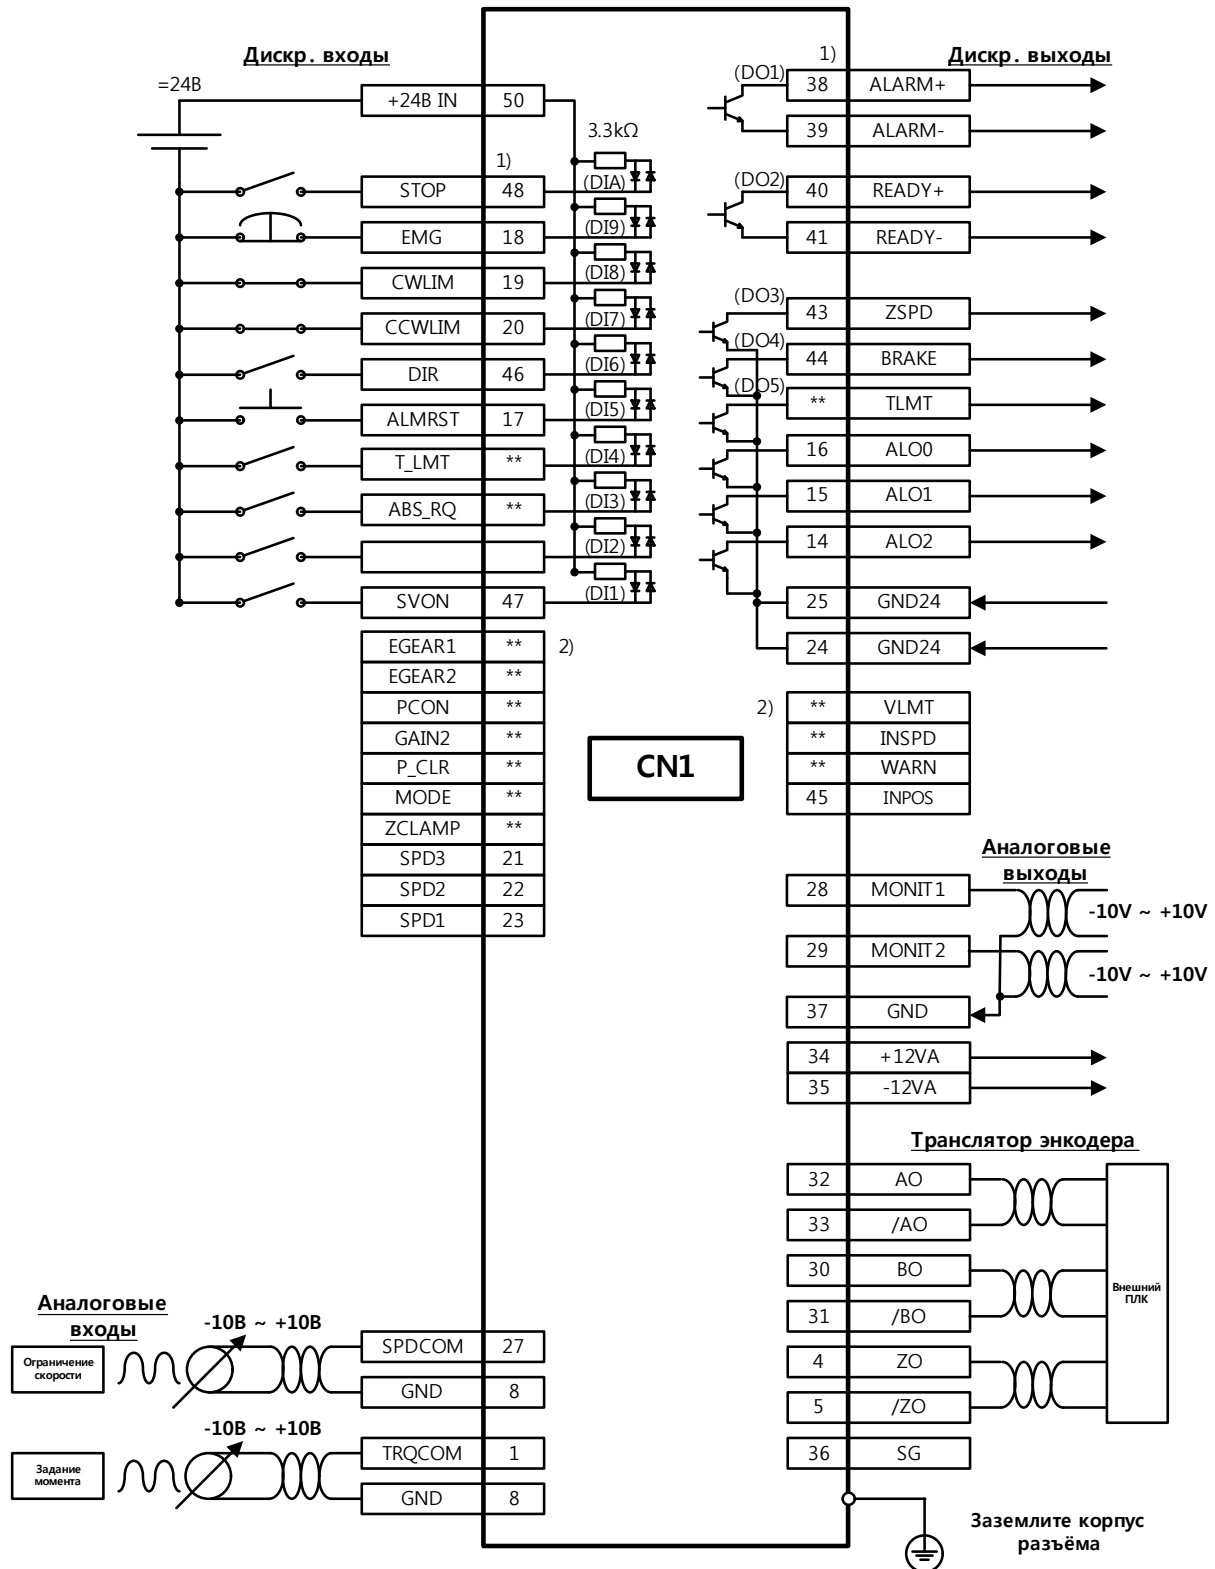 Дискр. входы
=24В
+24В IN 50
3.3kΩ
1)
STOP 48 (DIA)
EMG 18 (DI9)
CWLIM 19 (DI8)
CCWLIM 20 (DI7)
DIR 46 (DI6)
ALMRST 17 (DI5)
T_LMT ** (DI4)
ABS_RQ ** (DI3)
(DI2)
SVON 47 (DI1)
EGEAR1 ** 2)
EGEAR2 **
PCON **
GAIN2 **
P_CLR **
MODE **
ZCLAMP **
SPD3 21
SPD2 22
SPD1 23
CN1
1)
Дискр. выходы
(DO1) 38 ALARM+
39 ALARM-
(DO2) 40 READY+
41 READY-
(DO3) 43 ZSPD
(DO4) 44 BRAKE
(DO5) ** TLMT
16 ALO0
15 ALO1
14 ALO2
25 GND24
24 GND24
2) ** VLMT
** INSPD
** WARN
45 INPOS
Аналоговые
выходы
28 MONIT1
-10V ~ +10V
29 MONIT2
-10V ~ +10V
37 GND
34 +12VA
35 -12VA
Транслятор энкодера
32 AO
33 /AO
30 BO
31 /BO
4 ZO
5 /ZO
36 SG
Внешний
ПЛК
Аналоговые
входы
-10В ~ +10В
Ограничение
скорости
SPDCOM 27
GND 8
-10В ~ +10В
Задание
момента
TRQCOM 1
GND 8
Заземлите корпус
разъёма